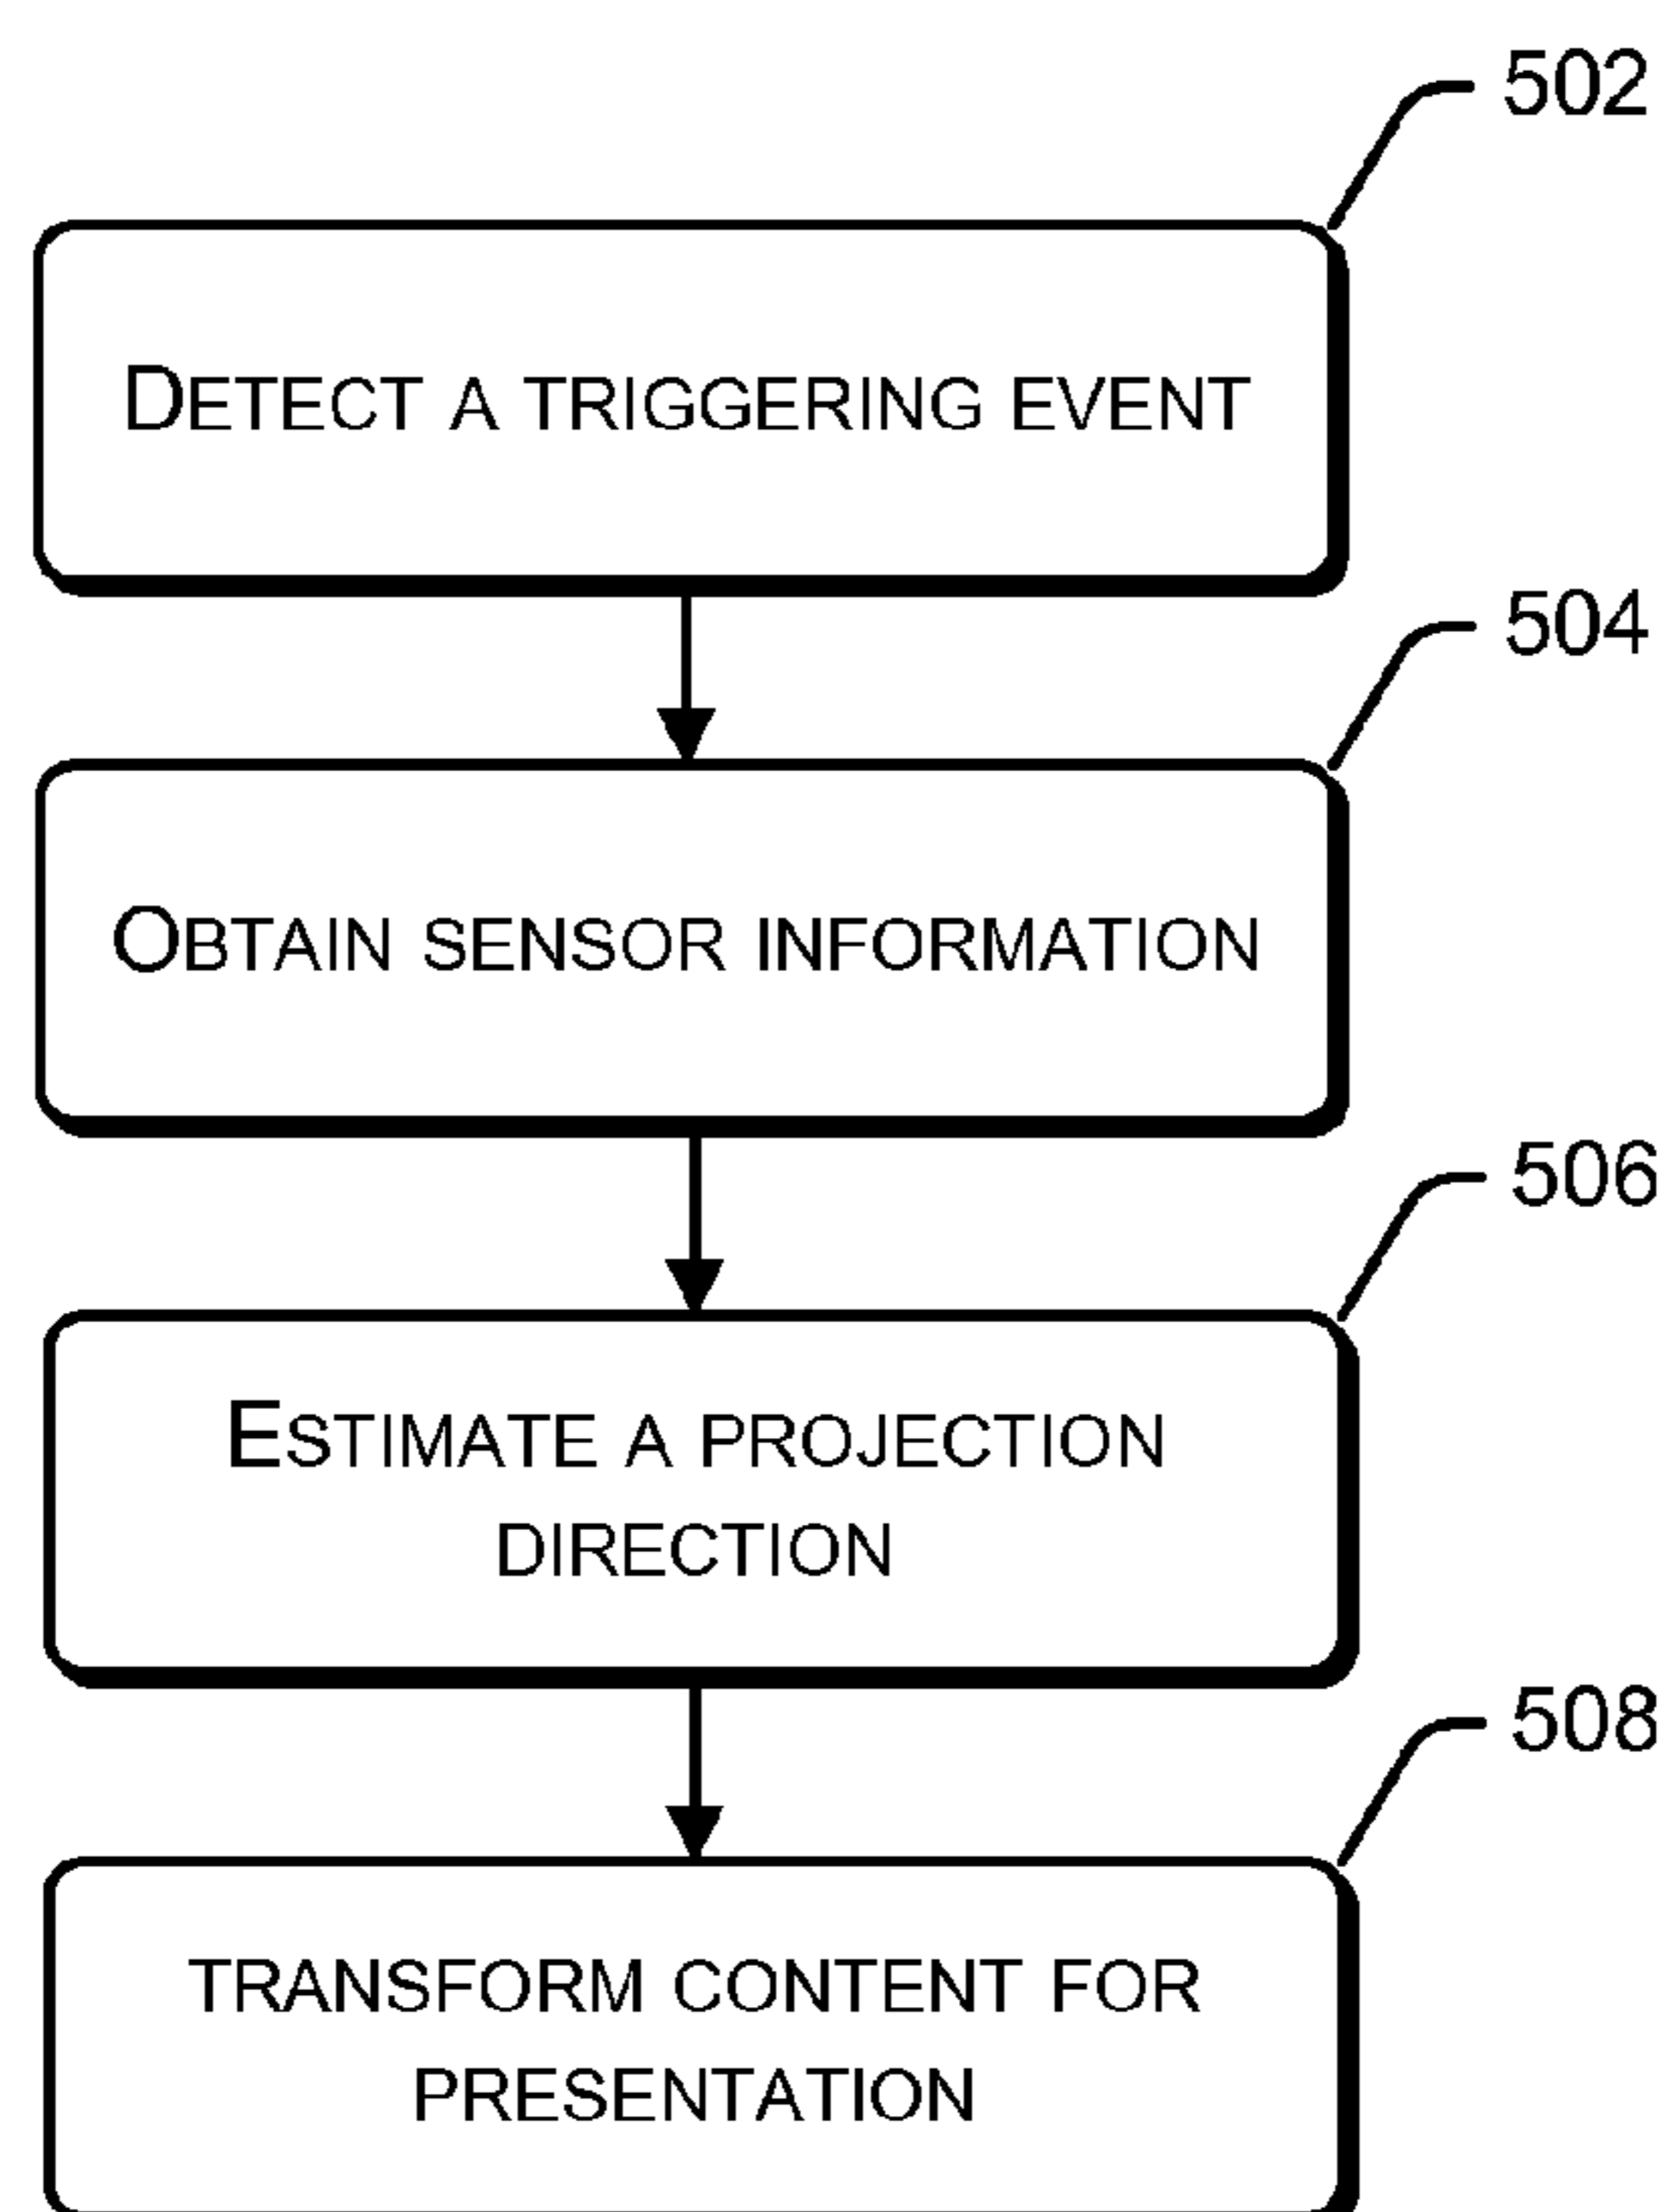 502
DETECT A TRIGGERING EVENT
504
OBTAIN SENSOR INFORMATION
506
ESTIMATE A PROJECTION
DIRECTION
508
TRANSFORM CONTENT FOR
PRESENTATION